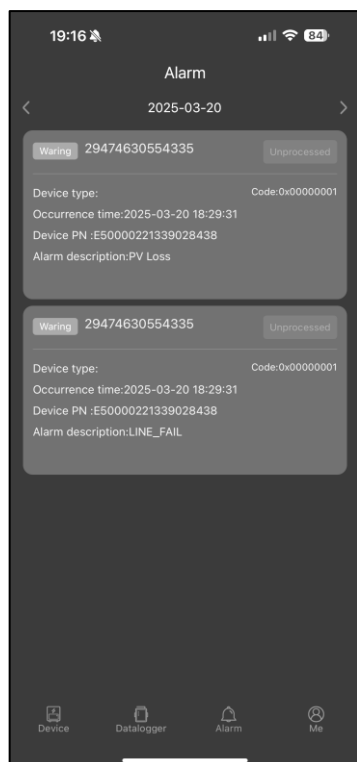 19:16
84
Alarm
2025-03-20
Waring 29474630554335 Unprocessed
Device type: Code:0x00000001
Occurrence time:2025-03-20 18:29:31
Device PN :E50000221339028438
Alarm description:PV Loss
Waring 29474630554335 Unprocessed
Device type: Code:0x00000001
Occurrence time:2025-03-20 18:29:31
Device PN :E50000221339028438
Alarm description:LINE_FAIL
Device Datalogger Alarm Me